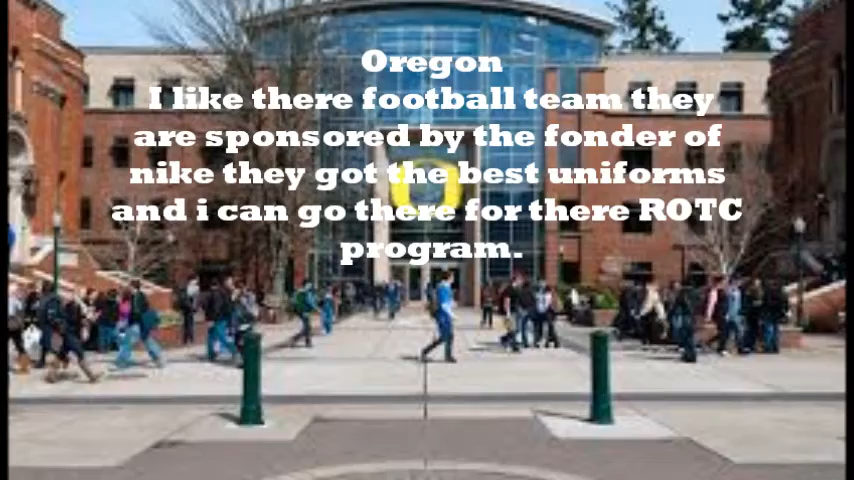 Oregon
I like there football team they
are sponsored by the fonder of
nike they got the best uniforms
and i can go there for there ROTC
program.